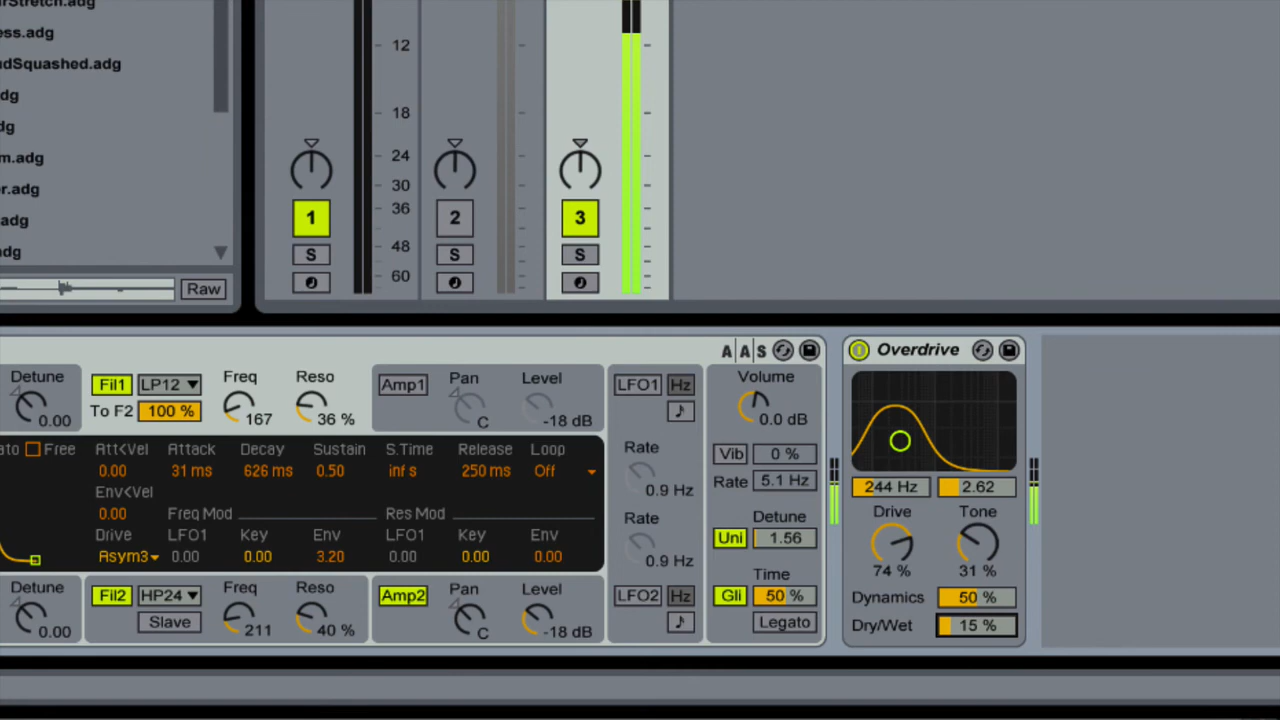 rStretch.adg
ess.adg
udSquashed.adg
dg
dg
m.adg
er.adg
adg
dg
Raw
12
18
24
30
36
48
60
1
S
2
S
3
S
A A S
Detune
0.00
Fil1 LP12
To F2 100 %
Freq
167
Reso
36 %
Amp1
Pan
C
Level
-18 dB
LFO1 Hz
Volume
0.0 dB
ato Free
Att<Vel Attack Decay Sustain S.Time Release Loop
0.00 31 ms 626 ms 0.50 inf s 250 ms Off
Env<Vel
0.00 Freq Mod Res Mod
Drive LFO1 Key Env LFO1 Key Env
Asym3 0.00 0.00 3.20 0.00 0.00 0.00
Rate
0.9 Hz
Rate
0.9 Hz
Vib 0 %
Rate 5.1 Hz
Detune
Uni 1.56
Time
Gli 50 %
Legato
Detune
0.00
Fil2 HP24
Slave
Freq
211
Reso
40 %
Amp2
Pan
C
Level
-18 dB
LFO2 Hz
Overdrive
244 Hz 2.62
Drive Tone
74 % 31 %
Dynamics 50 %
Dry/Wet 15 %